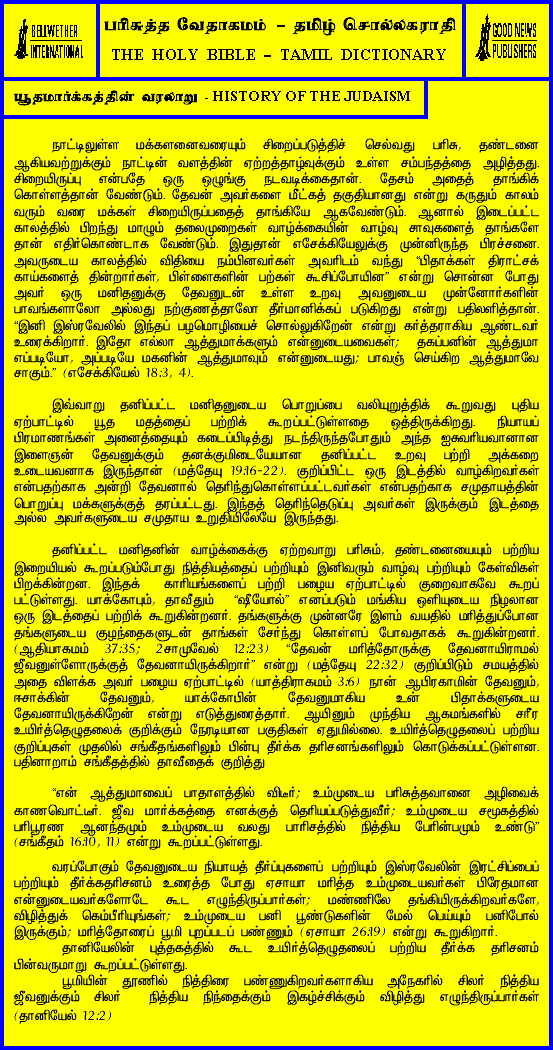 BELLWETHER
INTERNATIONAL
பரிசுத்த வேதாகமம் – தமிழ் சொல்லகராதி
THE HOLY BIBLE – TAMIL DICTIONARY
GOOD NEWS
PUBLISHERS
யூதமார்க்கத்தின் வரலாறு - HISTORY OF THE JUDAISM
நாட்டிலுள்ள மக்களனைவரையும் சிறைப்படுத்திச் செல்வது பரிசு, தண்டனை
ஆகியவற்றுக்கும் நாட்டின் வளத்தின் ஏற்றத்தாழ்வுக்கும் உள்ள சம்பந்தத்தை அழித்தது.
சிறையிருப்பு என்பதே ஒரு ஒழுங்கு நடவடிக்கைதான். தேசம் அதைத் தாங்கிக்
கொள்ளத்தான் வேண்டும். தேவன் அவர்களை மீட்கத் தகுதியானது என்று கருதும் காலம்
வரும் வரை மக்கள் சிறையிருப்பதைத் தாங்கியே ஆகவேண்டும். ஆனால் இடைப்பட்ட
காலத்தில் பிறந்து மாழும் தலைமுறைகள் வாழ்க்கையின் வாழ்வு சாவுகளைத் தாங்களே
தான் எதிர்கொண்டாக வேண்டும். இதுதான் எசேக்கியேலுக்கு முன்னிருந்த பிரச்சனை.
அவருடைய காலத்தில் விதியை நம்பினவர்கள் அவரிடம் வந்து “பிதாக்கள் திராட்சக்
காய்களைத் தின்றார்கள், பிள்ளைகளின் பற்கள் கூசிப்போயின” என்று சொன்ன போது
அவர் ஒரு மனிதனுக்கு தேவனுடன் உள்ள உறவு அவனுடைய முன்னோர்களின்
பாவங்களாலோ அல்லது நற்குணத்தாலோ தீர்மானிக்கப் படுகிறது என்று பதிலளித்தான்.
“இனி இஸ்ரவேலில் இந்தப் பழமொழியைச் சொல்லுகிறேன் என்று கர்த்தராகிய ஆண்டவர்
உரைக்கிறார். இதோ எல்லா ஆத்துமாக்களும் என்னுடையவைகள்; தகப்பனின் ஆத்துமா
எப்படியோ, அப்படியே மகனின் ஆத்துமாவும் என்னுடையது; பாவஞ் செய்கிற ஆத்துமாவே
சாகும்.” (எசேக்கியேல் 18:3, 4).
இவ்வாறு தனிப்பட்ட மனிதனுடைய பொறுப்பை வலியுறுத்திக் கூறுவது புதிய
ஏற்பாட்டில் யூத மதத்தைப் பற்றிக் கூறப்பட்டுள்ளதை ஒத்திருக்கிறது. நியாயப்
பிரமாணங்கள் அனைத்தையும் கடைப்பிடித்து நடந்திருந்தபோதும் அந்த ஐசுவரியவானான
இளைஞன் தேவனுக்கும் தனக்குமிடையேயான தனிப்பட்ட உறவு பற்றி அக்கறை
உடையவனாக இருந்தான் (மத்தேயு 19:16-22). குறிப்பிட்ட ஒரு இடத்தில் வாழ்கிறவர்கள்
என்பதற்காக அன்றி தேவனால் தெரிந்துகொள்ளப்பட்டவர்கள் என்பதற்காக சமுதாயத்தின்
பொறுப்பு மக்களுக்குத் தரப்பட்டது. இந்தத் தெரிந்தெடுப்பு அவர்கள் இருக்கும் இடத்தை
அல்ல அவர்களுடைய சமுதாய உறுதியிலேயே இருந்தது.
தனிப்பட்ட மனிதனின் வாழ்க்கைக்கு ஏற்றவாறு பரிசும், தண்டனையையும் பற்றிய
இறையியல் கூறப்படும்போது நித்தியத்தைப் பற்றியும் இனிவரும் வாழ்வு பற்றியும் கேள்விகள்
பிறக்கின்றன. இந்தக் காரியங்களைப் பற்றி பழைய ஏற்பாட்டில் குறைவாகவே கூறப்
பட்டுள்ளது. யாக்கோபும், தாவீதும் “ஷீயோல்” எனப்படும் மங்கிய ஒளியுடைய நிழலான
ஒரு இடத்தைப் பற்றிக் கூறுகின்றனர். தங்களுக்கு முன்னரே இளம் வயதில் மரித்துப்போன
தங்களுடைய குழந்தைகளுடன் தாங்கள் சேர்ந்து கொள்ளப் போவதாகக் கூறுகின்றனர்.
(ஆதியாகமம் 37:35; 2சாமுவேல் 12:23) “தேவன் மரித்தோருக்கு தேவனாயிராமல்
ஜீவனுள்ளோருக்குத் தேவனாயிருக்கிறார்” என்று (மத்தேயு 22:32) குறிப்பிடும் சமயத்தில்
அதை விளக்க அவர் பழைய ஏற்பாட்டில் (யாத்திராகமம் 3:6) நான் ஆபிரகாமின் தேவனும்,
ஈசாக்கின் தேவனும், யாக்கோபின் தேவனுமாகிய உன் பிதாக்களுடைய
தேவனாயிருக்கிறேன் என்று எடுத்துரைத்தார். ஆயினும் முந்திய ஆகமங்களில் சரீர
உயிர்த்தெழுதலைக் குறிக்கும் நேரடியான பகுதிகள் ஏதுமில்லை. உயிர்த்தெழுதலைப் பற்றிய
குறிப்புகள் முதலில் சங்கீதங்களிலும் பின்பு தீர்க்க தரிசனங்களிலும் கொடுக்கப்பட்டுள்ளன.
பதினாறாம் சங்கீதத்தில் தாவீதைக் குறித்து
“என் ஆத்துமாவைப் பாதாளத்தில் விடீர்; உம்முடைய பரிசுத்தவானை அழிவைக்
காணவொட்டீர். ஜீவ மார்க்கத்தை எனக்குத் தெரியப்படுத்துவீர்; உம்முடைய சமூகத்தில்
பரிபூரண ஆனந்தமும் உம்முடைய வலது பாரிசத்தில் நித்திய பேரின்பமும் உண்டு”
(சங்கீதம் 16:10, 11) என்று கூறப்பட்டுள்ளது.
வரப்போகும் தேவனுடைய நியாயத் தீர்ப்புகளைப் பற்றியும் இஸ்ரவேலின் இரட்சிப்பைப்
பற்றியும் தீர்க்கதரிசனம் உரைத்த போது ஏசாயா மரித்த உம்முடையவர்கள் பிரேதமான
என்னுடையவர்களோடே கூட எழுந்திருப்பார்கள்; மண்ணிலே தங்கியிருக்கிறவர்களே,
விழித்துக் கெம்பீரியுங்கள்; உம்முடைய பனி பூண்டுகளின் மேல் பெய்யும் பனிபோல்
இருக்கும்; மரித்தோரைப் பூமி புறப்படப் பண்ணும் (ஏசாயா 26:19) என்று கூறுகிறார்.
தானியேலின் புத்தகத்தில் கூட உயிர்த்தெழுதலைப் பற்றிய தீர்க்க தரிசனம்
பின்வருமாறு கூறப்பட்டுள்ளது.
பூமியின் தூணில் நித்திரை பண்ணுகிறவர்களாகிய அநேகரில் சிலர் நித்திய
ஜீவனுக்கும் சிலர் நித்திய நிந்தைக்கும் இகழ்ச்சிக்கும் விழித்து எழுந்திருப்பார்கள்
(தானியேல் 12:2)